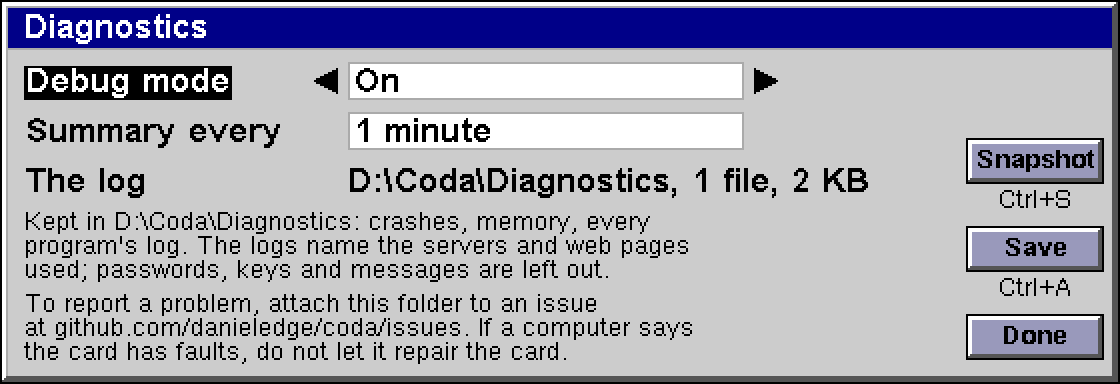 Diagnostics
Debug mode On
Summary every 1 minute
The log D:\Coda\Diagnostics, 1 file, 2 KB
Kept in D:\Coda\Diagnostics: crashes, memory, every
program's log. The logs name the servers and web pages
used; passwords, keys and messages are left out.
To report a problem, attach this folder to an issue
at github.com/danieledge/coda/issues. If a computer says
the card has faults, do not let it repair the card.
Snapshot
Ctrl+S
Save
Ctrl+A
Done